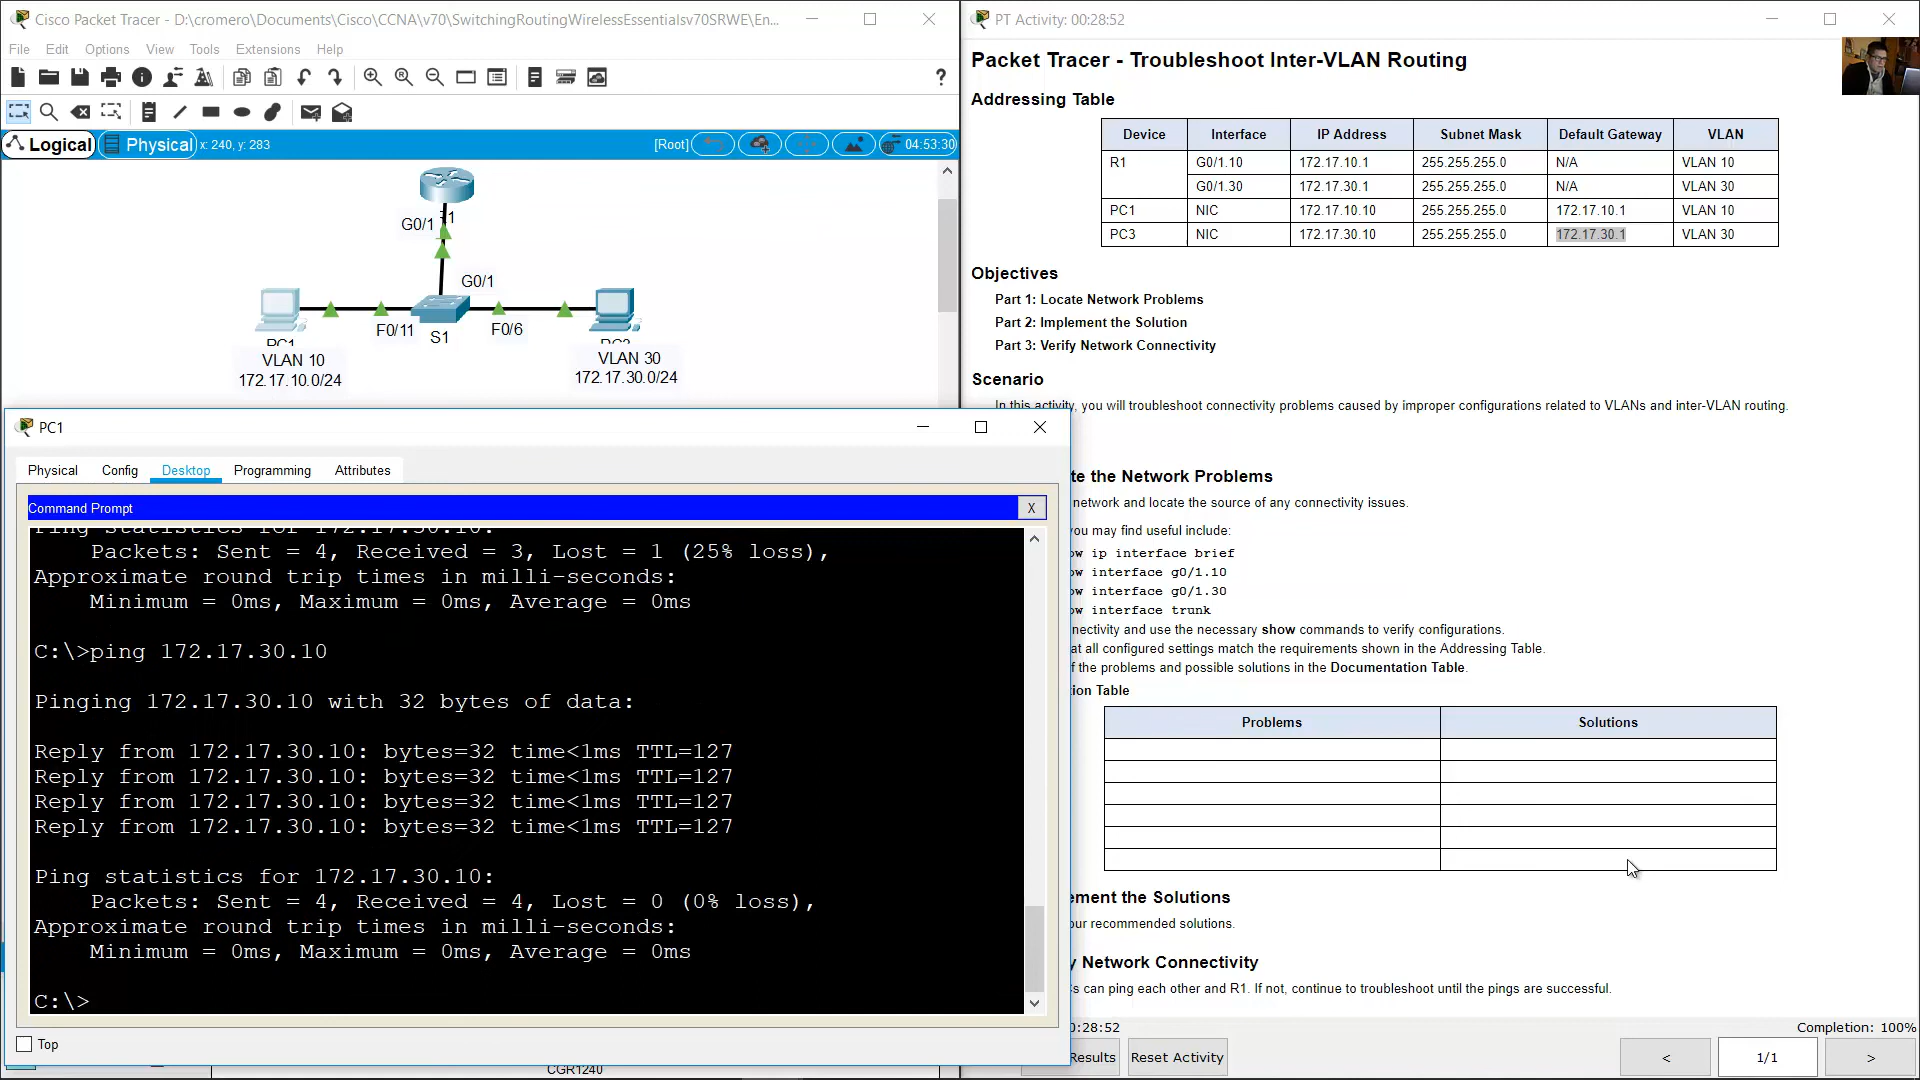 Cisco Packet Tracer - D:\cromero\Documents\Cisco\CCNA\v70\SwitchingRoutingWirelessEssentialsv70SRWE\En...
File Edit Options View Tools Extensions Help
?
Logical Physical x: 240, y: 283 [Root] 04:53:30
G0/1
G0/1
F0/11 S1 F0/6
VLAN 10
172.17.10.0/24
VLAN 30
172.17.30.0/24
PC1
Physical Config Desktop Programming Attributes
Command Prompt X
Ping statistics for 172.17.30.10:
Packets: Sent = 4, Received = 3, Lost = 1 (25% loss),
Approximate round trip times in milli-seconds:
Minimum = 0ms, Maximum = 0ms, Average = 0ms
C:\>ping 172.17.30.10
Pinging 172.17.30.10 with 32 bytes of data:
Reply from 172.17.30.10: bytes=32 time<1ms TTL=127
Reply from 172.17.30.10: bytes=32 time<1ms TTL=127
Reply from 172.17.30.10: bytes=32 time<1ms TTL=127
Reply from 172.17.30.10: bytes=32 time<1ms TTL=127
Ping statistics for 172.17.30.10:
Packets: Sent = 4, Received = 4, Lost = 0 (0% loss),
Approximate round trip times in milli-seconds:
Minimum = 0ms, Maximum = 0ms, Average = 0ms
C:\>
Top
CGR1240
PT Activity: 00:28:52
Packet Tracer - Troubleshoot Inter-VLAN Routing
Addressing Table
Device Interface IP Address Subnet Mask Default Gateway VLAN
R1 G0/1.10 172.17.10.1 255.255.255.0 N/A VLAN 10
G0/1.30 172.17.30.1 255.255.255.0 N/A VLAN 30
PC1 NIC 172.17.10.10 255.255.255.0 172.17.10.1 VLAN 10
PC3 NIC 172.17.30.10 255.255.255.0 172.17.30.1 VLAN 30
Objectives
Part 1: Locate Network Problems
Part 2: Implement the Solution
Part 3: Verify Network Connectivity
Scenario
In this activity, you will troubleshoot connectivity problems caused by improper configurations related to VLANs and inter-VLAN routing.
te the Network Problems
network and locate the source of any connectivity issues.
you may find useful include:
ow ip interface brief
ow interface g0/1.10
ow interface g0/1.30
ow interface trunk
nectivity and use the necessary show commands to verify configurations.
at all configured settings match the requirements shown in the Addressing Table.
f the problems and possible solutions in the Documentation Table.
ion Table
Problems Solutions
ement the Solutions
our recommended solutions.
y Network Connectivity
Cs can ping each other and R1. If not, continue to troubleshoot until the pings are successful.
0:28:52 Completion: 100%
Results Reset Activity < 1/1 >